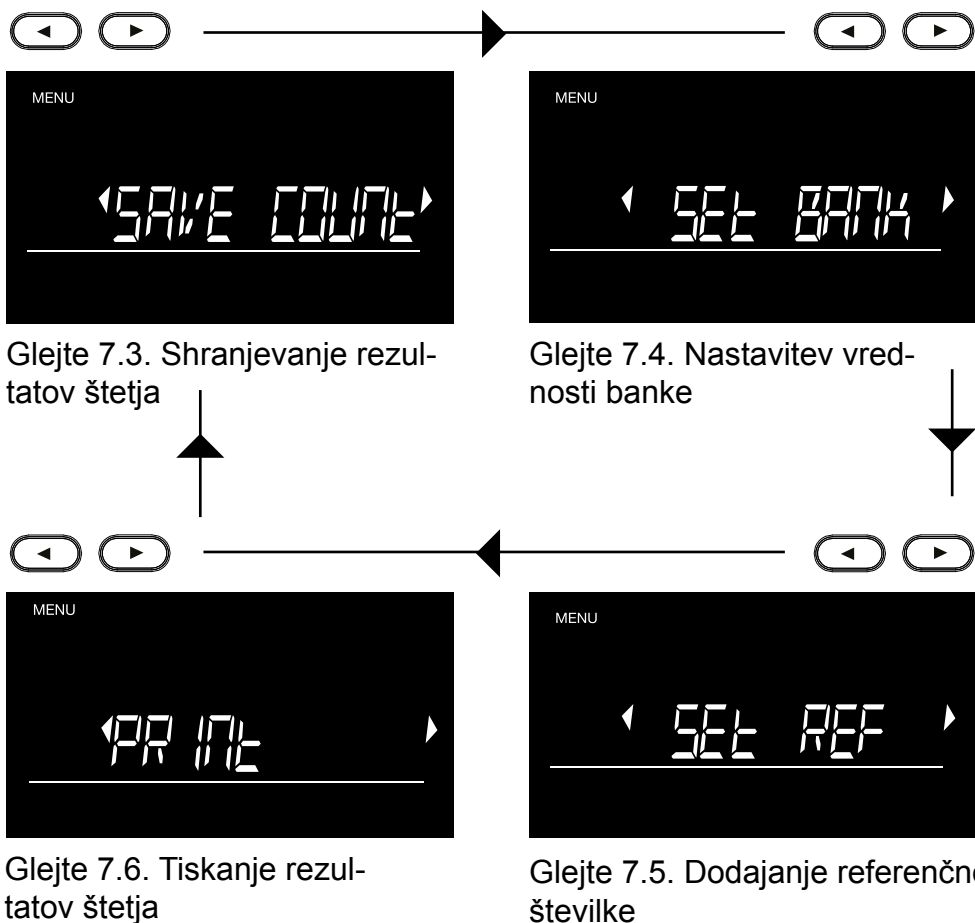 MENU
SAVE COUNt
Glejte 7.3. Shranjevanje rezul-
tatov štetja
MENU
SEt BANK
Glejte 7.4. Nastavitev vred-
nosti banke
MENU
PRINt
Glejte 7.6. Tiskanje rezul-
tatov štetja
MENU
SEt REF
Glejte 7.5. Dodajanje
številke